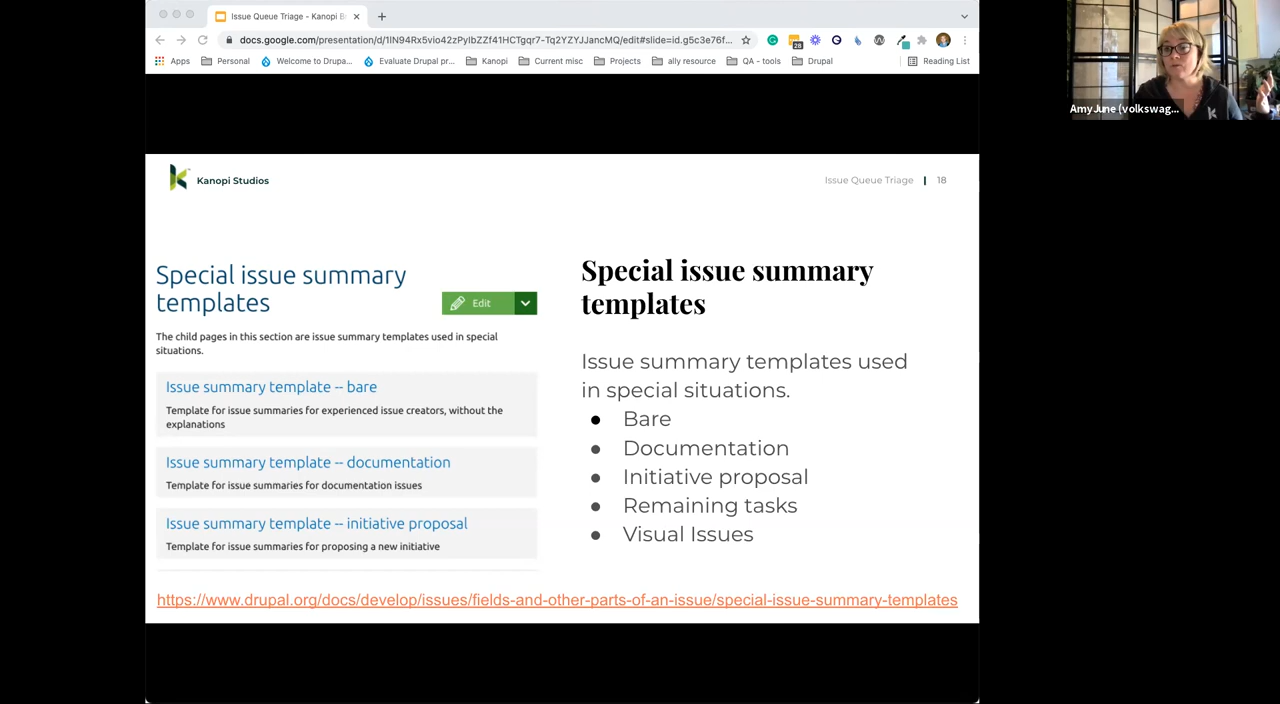 Issue Queue Triage - Kanopi B
docs.google.com/presentation/d/1lN94Rx5vio42zPyIbZZf41HCTgqr7-Tq2YZYJJancMQ/edit#slide=id.g5c3e76f...
28
Apps
Personal
Welcome to Drupa...
Evaluate Drupal pr...
Kanopi
Current misc
Projects
ally resource
QA - tools
Drupal
Reading List
AmyJune (volkswag...
Kanopi Studios
Issue Queue Triage | 18
Special issue summary
templates
Edit
The child pages in this section are issue summary templates used in special
situations.
Issue summary template -- bare
Template for issue summaries for experienced issue creators, without the
explanations
Issue summary template -- documentation
Template for issue summaries for documentation issues
Issue summary template -- initiative proposal
Template for issue summaries for proposing a new initiative
Special issue summary
templates
Issue summary templates used
in special situations.
● Bare
● Documentation
● Initiative proposal
● Remaining tasks
● Visual Issues
https://www.drupal.org/docs/develop/issues/fields-and-other-parts-of-an-issue/special-issue-summary-templates